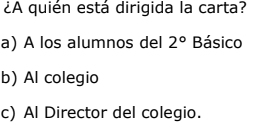 ¿A quién está dirigida la carta?
a) A los alumnos del 2° Básico
b) Al colegio
c) Al Director del colegio.